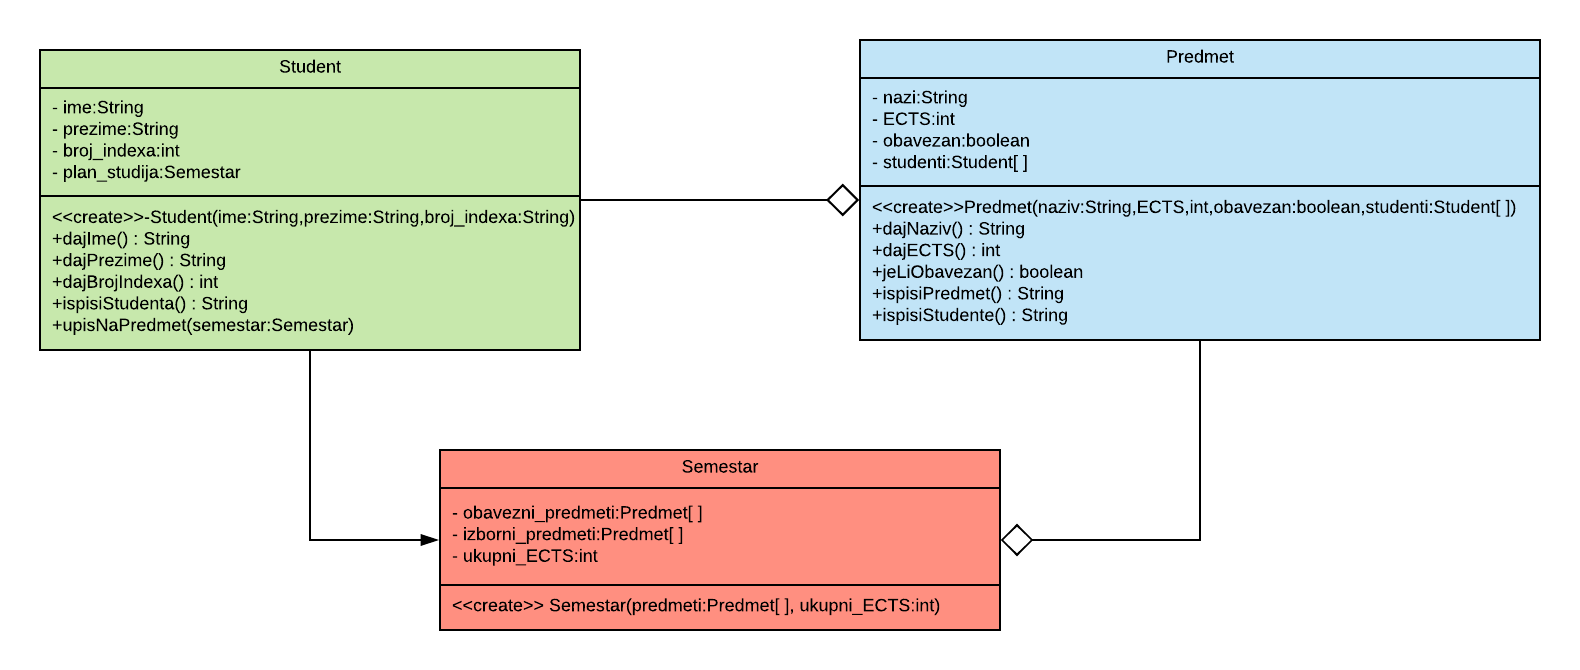 Student
- ime:String
- prezime:String
- broj_indexa:int
- plan_studija:Semestar
<<create>>-Student(ime:String,prezime:String,broj_indexa:String)
+dajIme() : String
+dajPrezime() : String
+dajBrojIndexa() : int
+ispisiStudenta() : String
+upisNaPredmet(semestar:Semestar)
Predmet
- nazi:String
- ECTS:int
- obavezan:boolean
- studenti:Student[ ]
<<create>>Predmet(naziv:String,ECTS,int,obavezan:boolean,studenti:Student[ ])
+dajNaziv() : String
+dajECTS() : int
+jeLiObavezan() : boolean
+ispisiPredmet() : String
+ispisiStudente() : String
Semestar
- obavezni_predmeti:Predmet[ ]
- izborni_predmeti:Predmet[ ]
- ukupni_ECTS:int
<<create>> Semestar(predmeti:Predmet[ ], ukupni_ECTS:int)